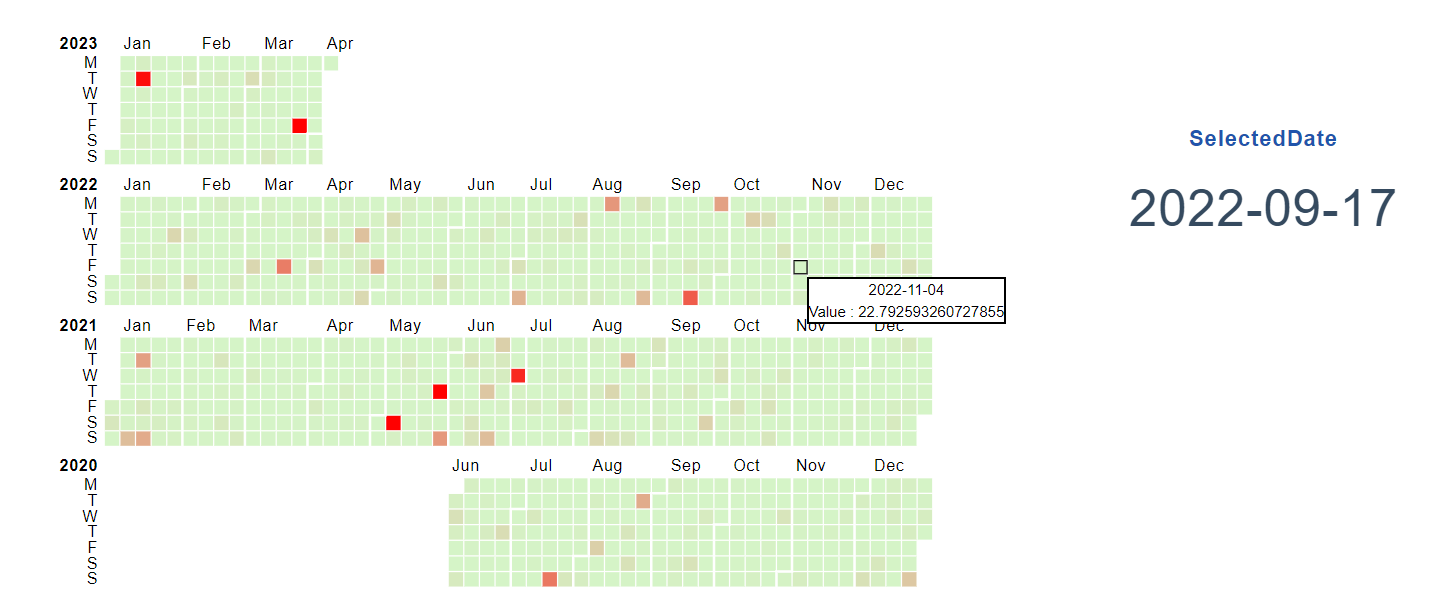 2023 Jan Feb Mar Apr
M
T
W
T
F
S
S
SelectedDate
2022-09-17
2022 Jan Feb Mar Apr May Jun Jul Aug Sep Oct Nov Dec
M
T
W
T
F
S
S
2022-11-04
Value : 22.792593260727855
2021 Jan Feb Mar Apr May Jun Jul Aug Sep Oct Nov Dec
M
T
W
T
F
S
S
2020 Jun Jul Aug Sep Oct Nov Dec
M
T
W
T
F
S
S